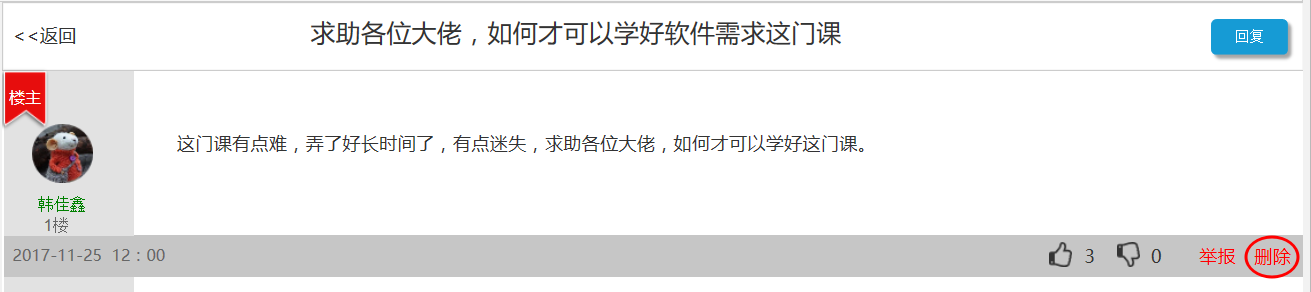 <<返回
求助各位大佬，如何才可以学好软件需求这门课
回复
楼主
这门课有点难，弄了好长时间了，有点迷失，求助各位大佬，如何才可以学好这门课。
韩佳鑫
1楼
2017-11-25 12：00
3 0 举报 删除